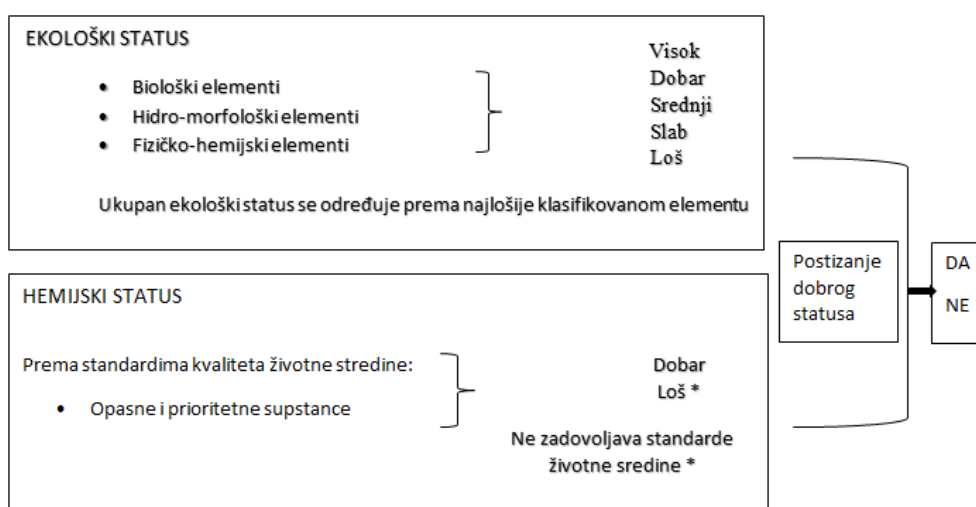 EKOLOŠKI STATUS
• Biološki elementi
• Hidro-morfološki elementi
• Fizičko-hemijski elementi
Visok
Dobar
Srednji
Slab
Loš
Ukupan ekološki status se određuje prema najlošije klasifikovanom elementu
HEMIJSKI STATUS
Prema standardima kvaliteta životne stredine:
• Opasne i prioritetne supstance
Dobar
Loš *
Ne zadovoljava standarde
životne sredine *
Postizanje
dobrog
statusa
DA
NE